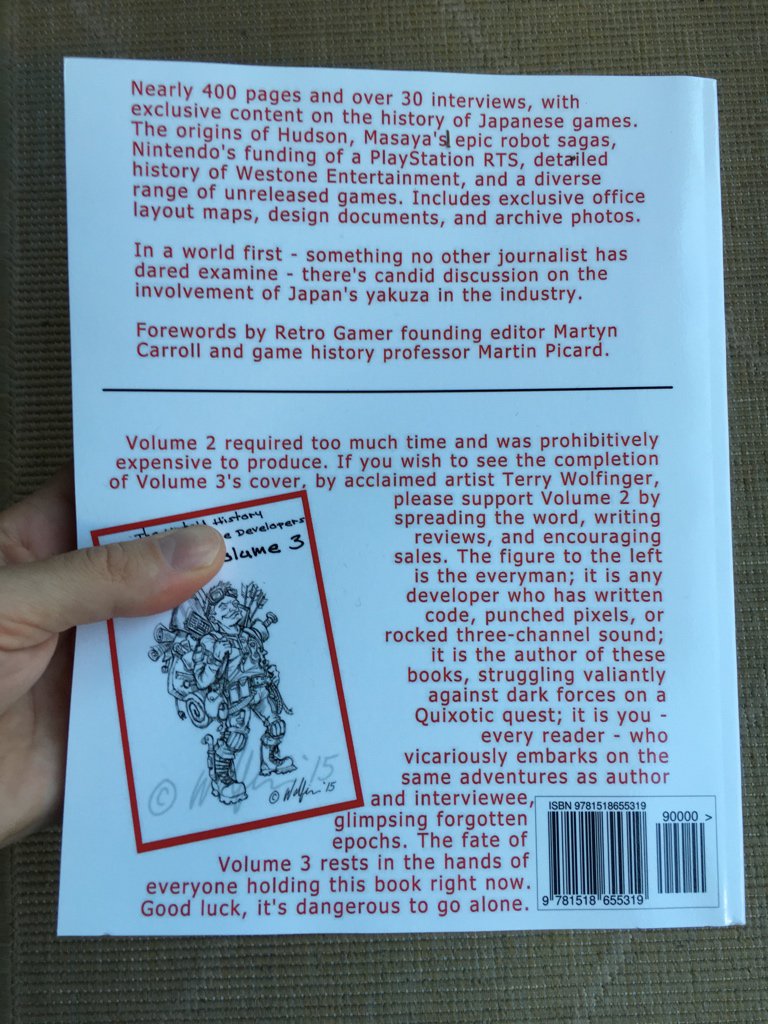 Nearly 400 pages and over 30 interviews, with
exclusive content on the history of Japanese games.
The origins of Hudson, Masaya's epic robot sagas,
Nintendo's funding of a PlayStation RTS, detailed
history of Westone Entertainment, and a diverse
range of unreleased games. Includes exclusive office
layout maps, design documents, and archive photos.
In a world first - something no other journalist has
dared examine - there's candid discussion on the
involvement of Japan's yakuza in the industry.
Forewords by Retro Gamer founding editor Martyn
Carroll and game history professor Martin Picard.
Volume 2 required too much time and was prohibitively
expensive to produce. If you wish to see the completion
of Volume 3's cover, by acclaimed artist Terry Wolfinger,
please support Volume 2 by
spreading the word, writing
reviews, and encouraging
sales. The figure to the left
is the everyman; it is any
developer who has written
code, punched pixels, or
rocked three-channel sound;
it is the author of these
books, struggling valiantly
against dark forces on a
Quixotic quest; it is you -
every reader - who
vicariously embarks on the
same adventures as author
and interviewee,
glimpsing forgotten
epochs. The fate of
Volume 3 rests in the hands of
everyone holding this book right now.
Good luck, it's dangerous to go alone.
History
Developers
Volume 3
© '15
© '15
ISBN 9781518655319
90000 >
9 781518 655319